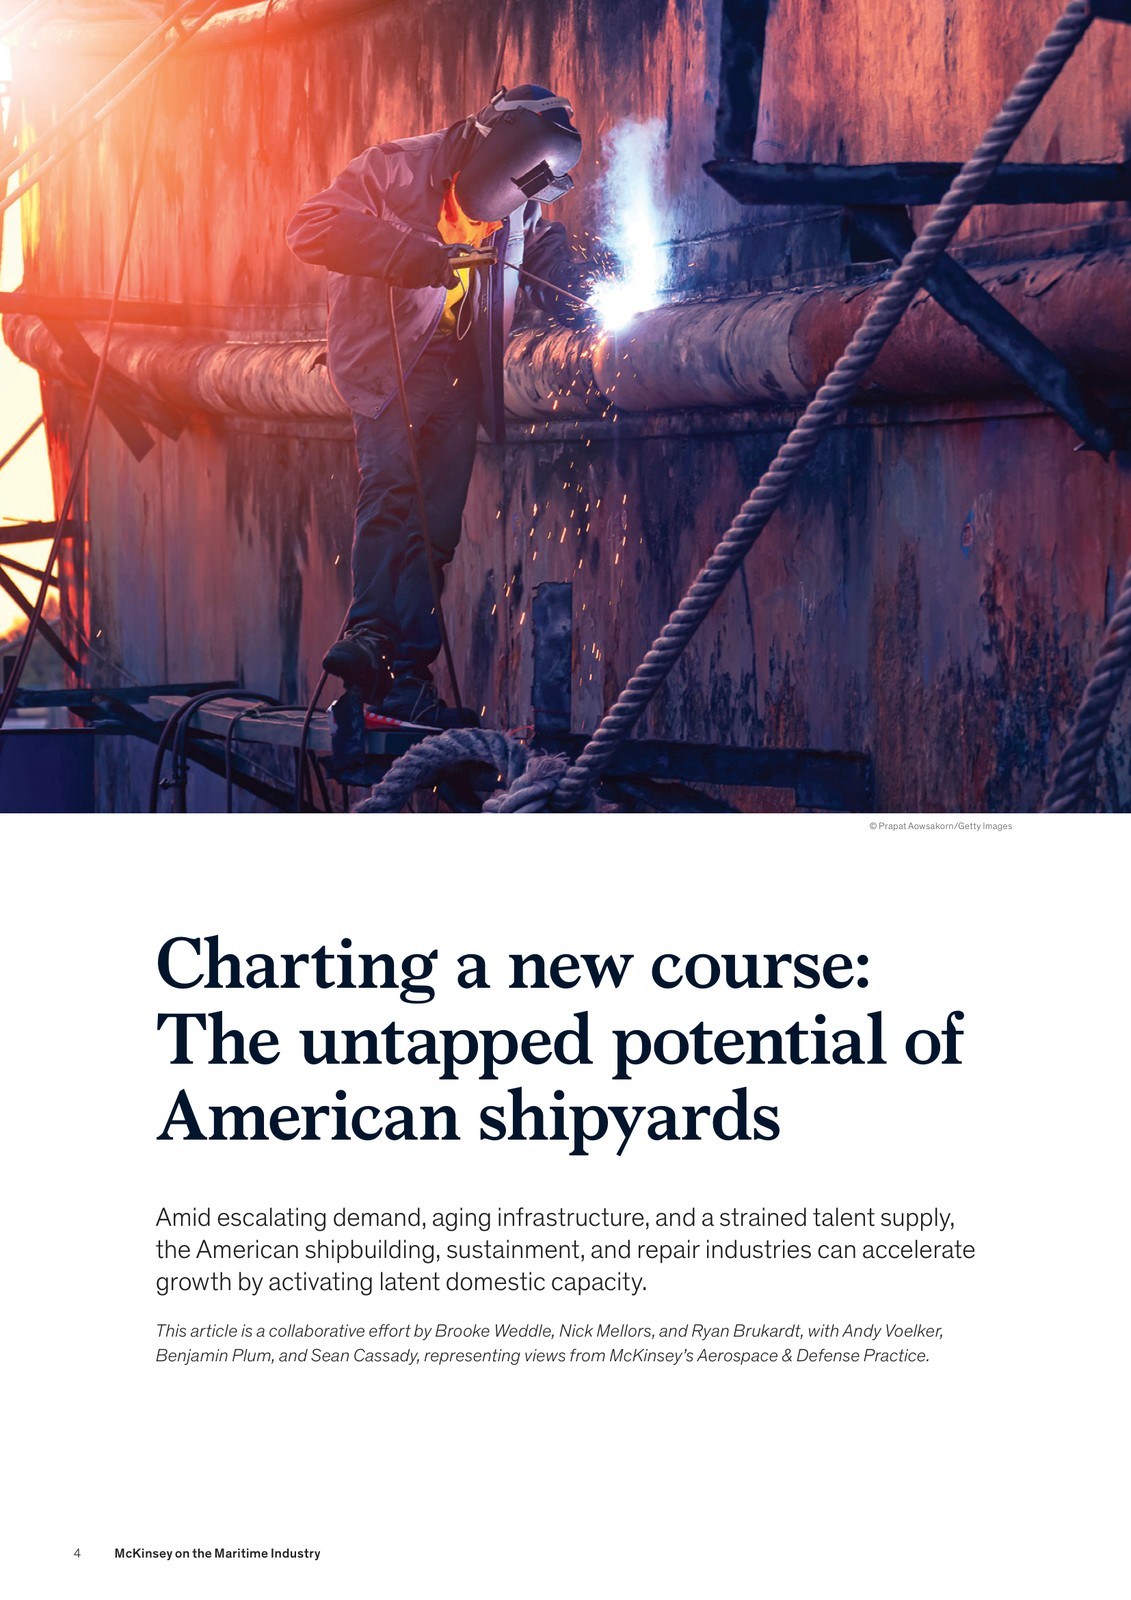 © Prapat Aowsakorn/Getty Images
Charting a new course:
The untapped potential of
American shipyards
Amid escalating demand, aging infrastructure, and a strained talent supply,
the American shipbuilding, sustainment, and repair industries can accelerate
growth by activating latent domestic capacity.
This article is a collaborative effort by Brooke Weddle, Nick Mellors, and Ryan Brukardt, with Andy Voelker,
Benjamin Plum, and Sean Cassady, representing views from McKinsey’s Aerospace & Defense Practice.
4 McKinsey on the Maritime Industry